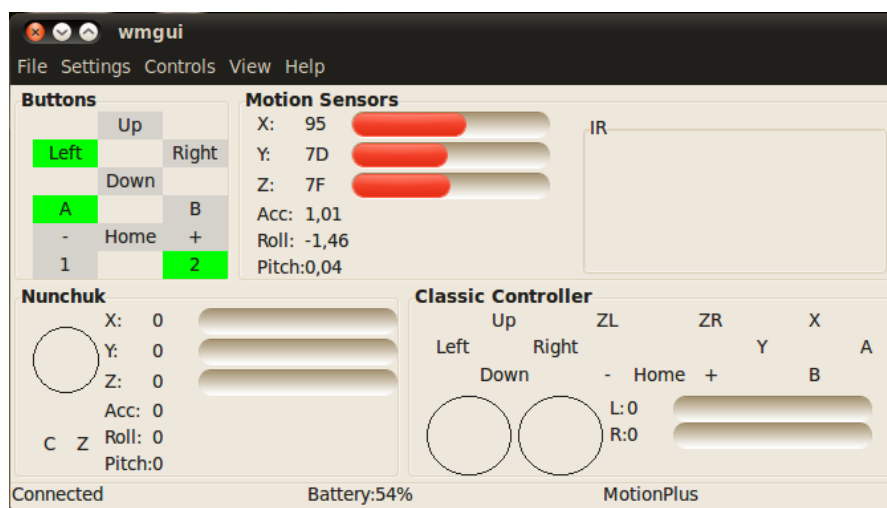 wmgui
File Settings Controls View Help
Buttons
Up
Left Right
Down
A B
- Home +
1 2
Motion Sensors
X: 95
Y: 7D
Z: 7F
Acc: 1,01
Roll: -1,46
Pitch:0,04
IR
Nunchuk
X: 0
Y: 0
Z: 0
Acc: 0
C Z Roll: 0
Pitch:0
Classic Controller
Up ZL ZR X
Left Right Y A
Down - Home + B
L:0
R:0
Connected Battery:54% MotionPlus